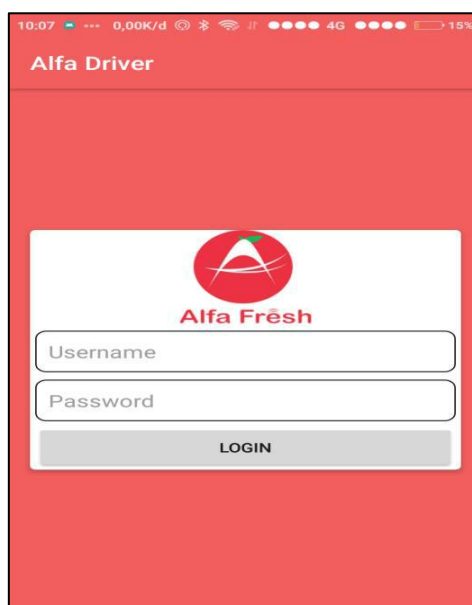 10:07 ... 0,00K/d 4G 15%
Alfa Driver
Alfa Fresh
Username
Password
LOGIN